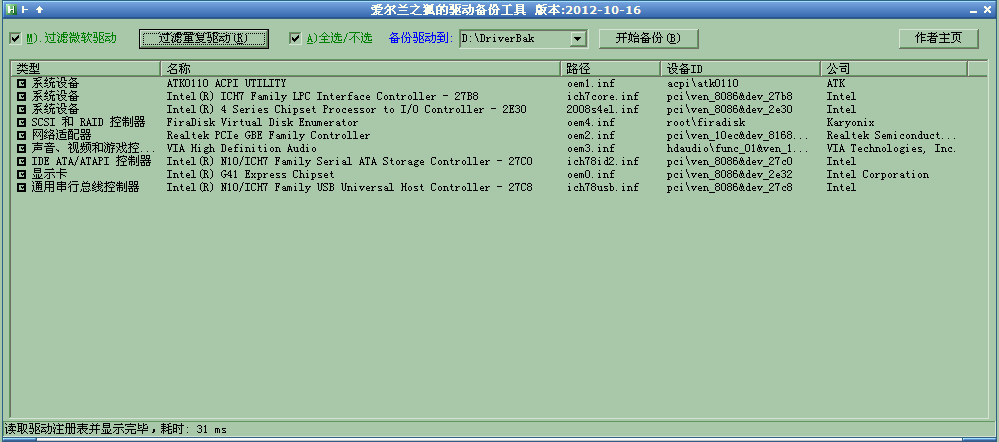 爱尔兰之狐的驱动备份工具 版本:2012-10-16
M). 过滤微软驱动 过滤重复驱动(R) A)全选/不选 备份驱动到: D:\DriverBak 开始备份(B) 作者主页
类型 名称 路径 设备ID 公司
系统设备 ATK0110 ACPI UTILITY oem1.inf acpi\atk0110 ATK
系统设备 Intel(R) ICH7 Family LPC Interface Controller - 27B8 ich7core.inf pci\ven_8086&dev_27b8 Intel
系统设备 Intel(R) 4 Series Chipset Processor to I/O Controller - 2E30 2008s4el.inf pci\ven_8086&dev_2e30 Intel
SCSI 和 RAID 控制器 FiraDisk Virtual Disk Enumerator oem4.inf root\firadisk Karyonix
网络适配器 Realtek PCIe GBE Family Controller oem2.inf pci\ven_10ec&dev_8168... Realtek Semiconduct...
声音、视频和游戏控... VIA High Definition Audio oem3.inf hdaudio\func_01&ven_1... VIA Technologies, Inc.
IDE ATA/ATAPI 控制器 Intel(R) N10/ICH7 Family Serial ATA Storage Controller - 27C0 ich78id2.inf pci\ven_8086&dev_27c0 Intel
显示卡 Intel(R) G41 Express Chipset oem0.inf pci\ven_8086&dev_2e32 Intel Corporation
通用串行总线控制器 Intel(R) N10/ICH7 Family USB Universal Host Controller - 27C8 ich78usb.inf pci\ven_8086&dev_27c8 Intel
读取驱动注册表并显示完毕，耗时: 31 ms